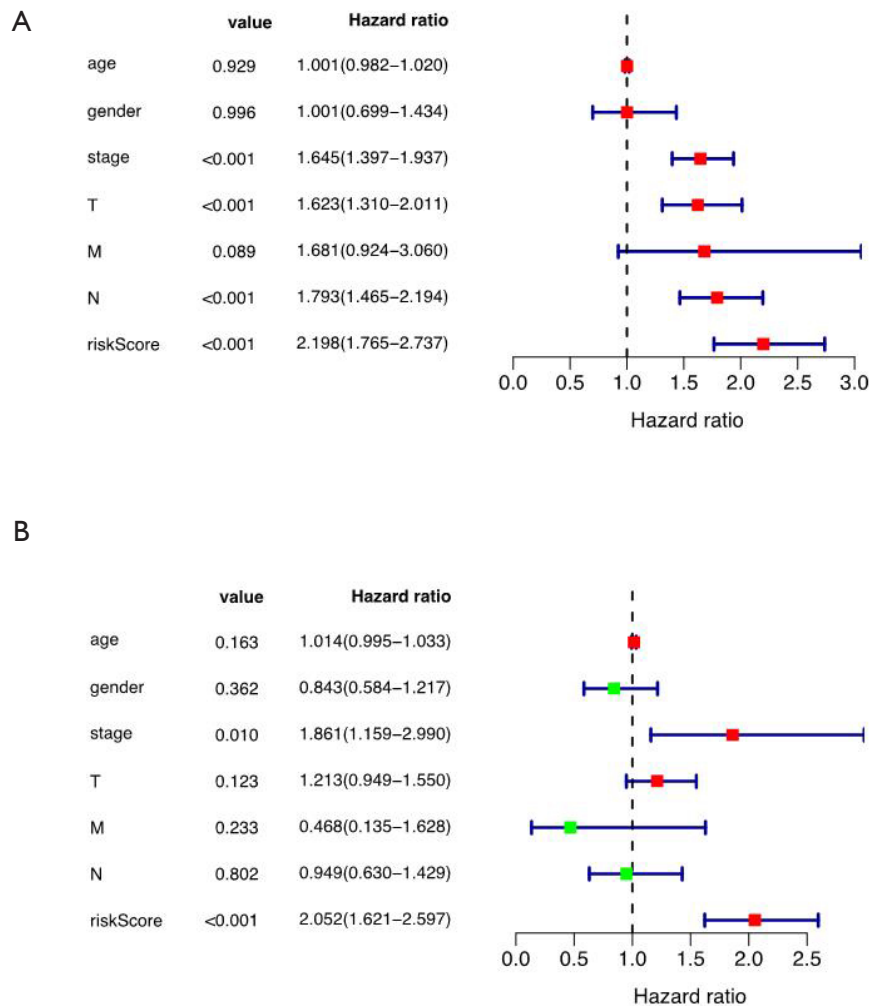 A
value Hazard ratio
age 0.929 1.001(0.982−1.020)
gender 0.996 1.001(0.699−1.434)
stage <0.001 1.645(1.397−1.937)
T <0.001 1.623(1.310−2.011)
M 0.089 1.681(0.924−3.060)
N <0.001 1.793(1.465−2.194)
riskScore <0.001 2.198(1.765−2.737)
0.0 0.5 1.0 1.5 2.0 2.5 3.0
Hazard ratio
B
value Hazard ratio
age 0.163 1.014(0.995−1.033)
gender 0.362 0.843(0.584−1.217)
stage 0.010 1.861(1.159−2.990)
T 0.123 1.213(0.949−1.550)
M 0.233 0.468(0.135−1.628)
N 0.802 0.949(0.630−1.429)
riskScore <0.001 2.052(1.621−2.597)
0.0 0.5 1.0 1.5 2.0 2.5
Hazard ratio